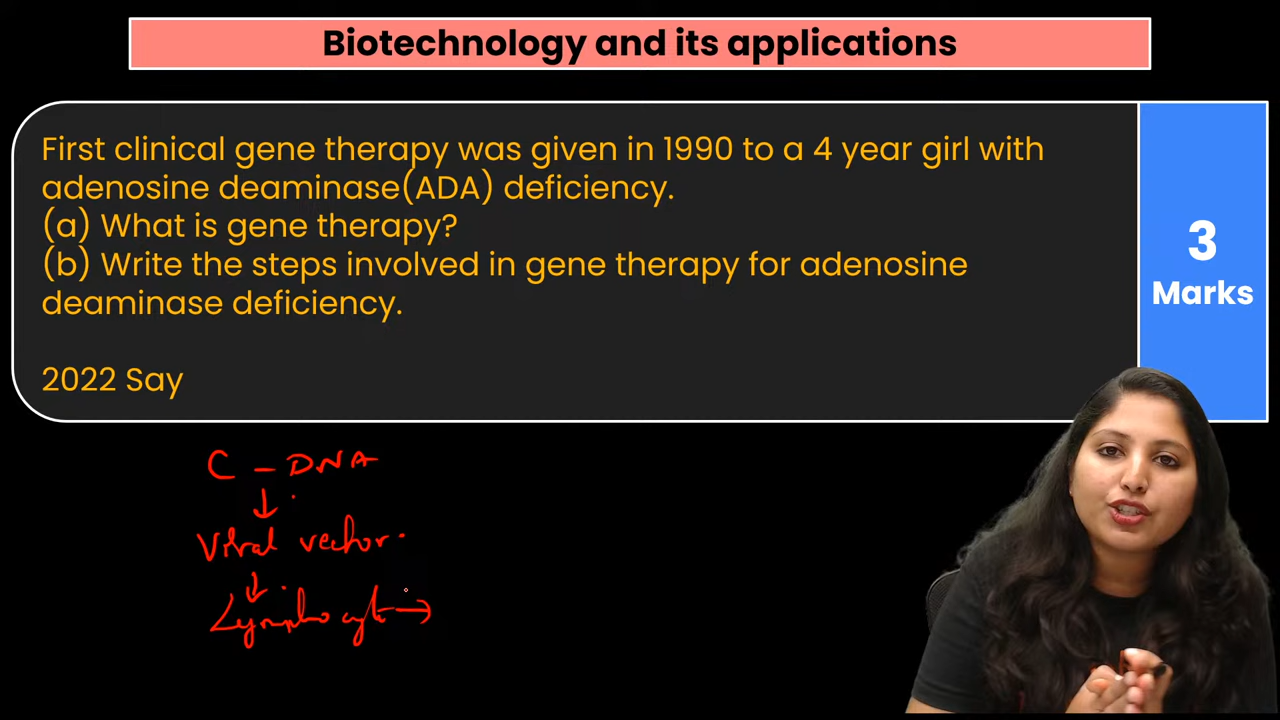 Biotechnology and its applications
First clinical gene therapy was given in 1990 to a 4 year girl with
adenosine deaminase(ADA) deficiency.
(a) What is gene therapy?
(b) Write the steps involved in gene therapy for adenosine
deaminase deficiency.
2022 Say
3
Marks
C - DNA
↓
Viral vector.
↓
Lymphocyte →